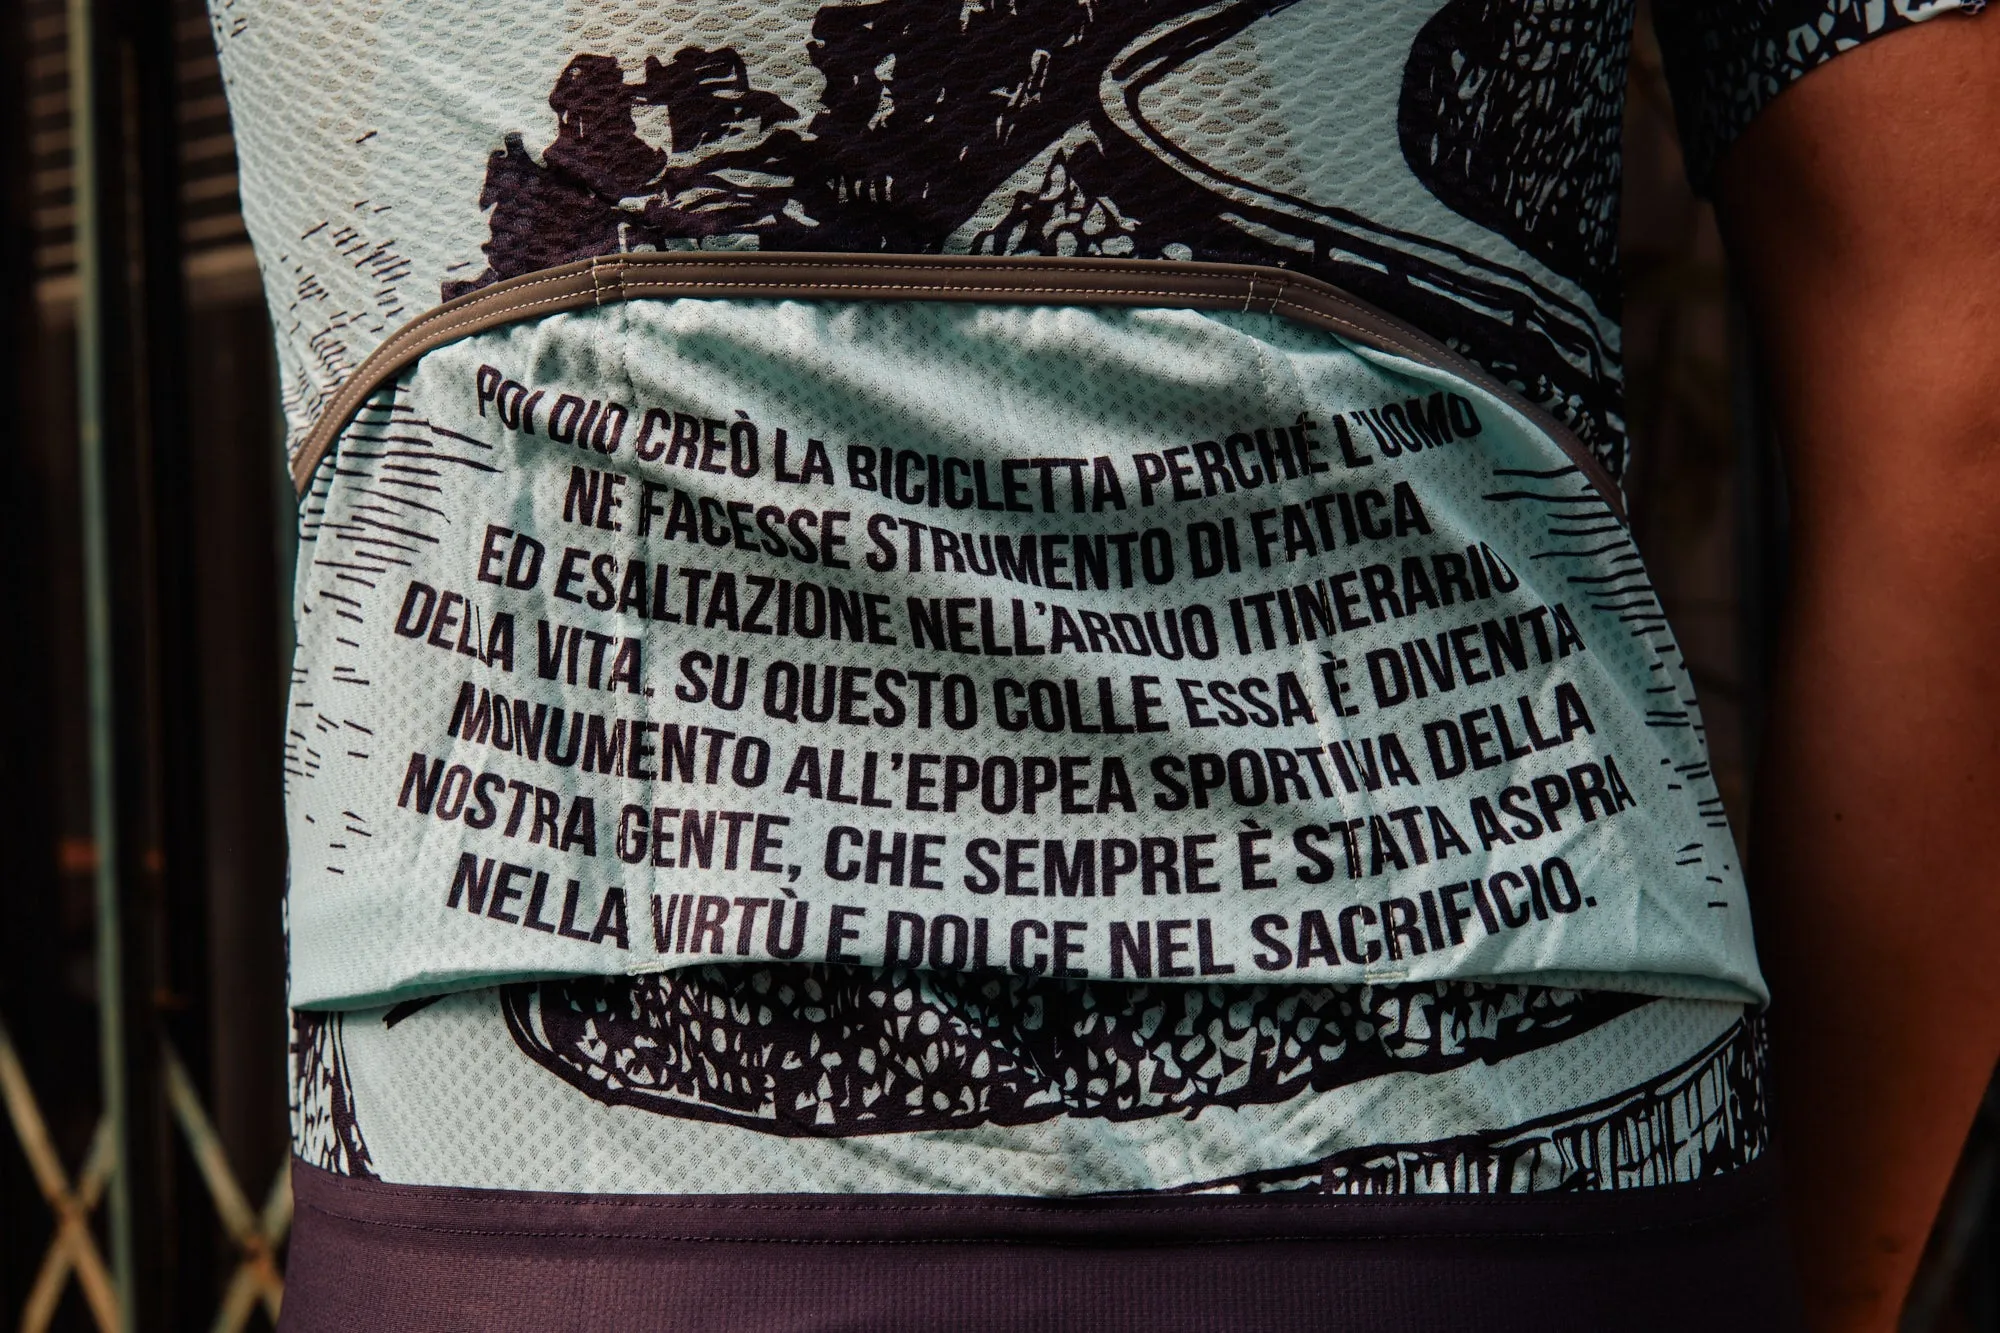 POI DIO CREÒ LA BICICLETTA PERCHÉ L'UOMO
NE FACESSE STRUMENTO DI FATICA
ED ESALTAZIONE NELL'ARDUO ITINERARIO
DELLA VITA. SU QUESTO COLLE ESSA È DIVENTA
MONUMENTO ALL'EPOPEA SPORTIVA DELLA
NOSTRA GENTE, CHE SEMPRE È STATA ASPRA
NELLA VIRTÙ E DOLCE NEL SACRIFICIO.